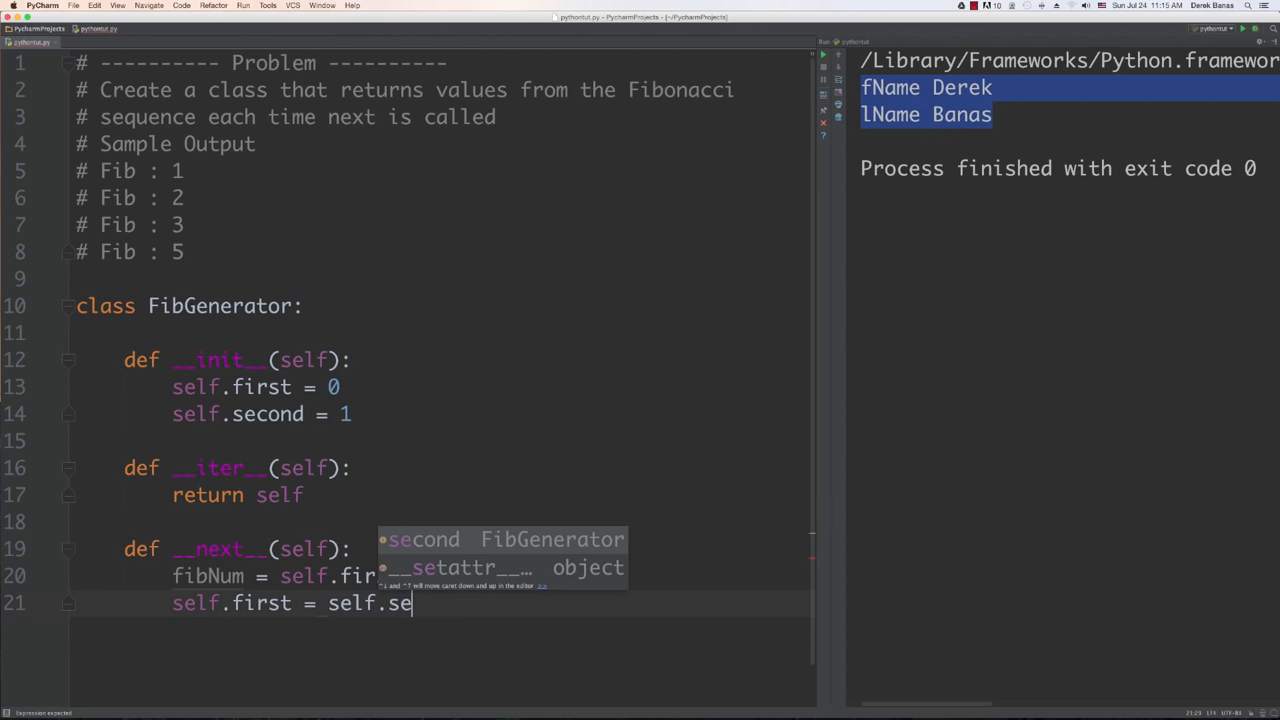 PyCharm File Edit View Navigate Code Refactor Run Tools VCS Window Help 10 Sun Jul 24 11:15 AM Derek Banas
pythontut.py - PycharmProjects - [~/PycharmProjects]
PycharmProjects pythontut.py pythontut
pythontut.py Run: pythontut
1 # ---------- Problem ----------
2 # Create a class that returns values from the Fibonacci
3 # sequence each time next is called
4 # Sample Output
5 # Fib : 1
6 # Fib : 2
7 # Fib : 3
8 # Fib : 5
9
10 class FibGenerator:
11
12 def __init__(self):
13 self.first = 0
14 self.second = 1
15
16 def __iter__(self):
17 return self
18
19 def __next__(self):
20 fibNum = self.fir
21 self.first = self.se
second FibGenerator
__setattr__… object
^↓ and ^↑ will move caret down and up in the editor >>
/Library/Frameworks/Python.framewor
fName Derek
lName Banas
Process finished with exit code 0
Expression expected 21:29 LF‡ UTF-8‡